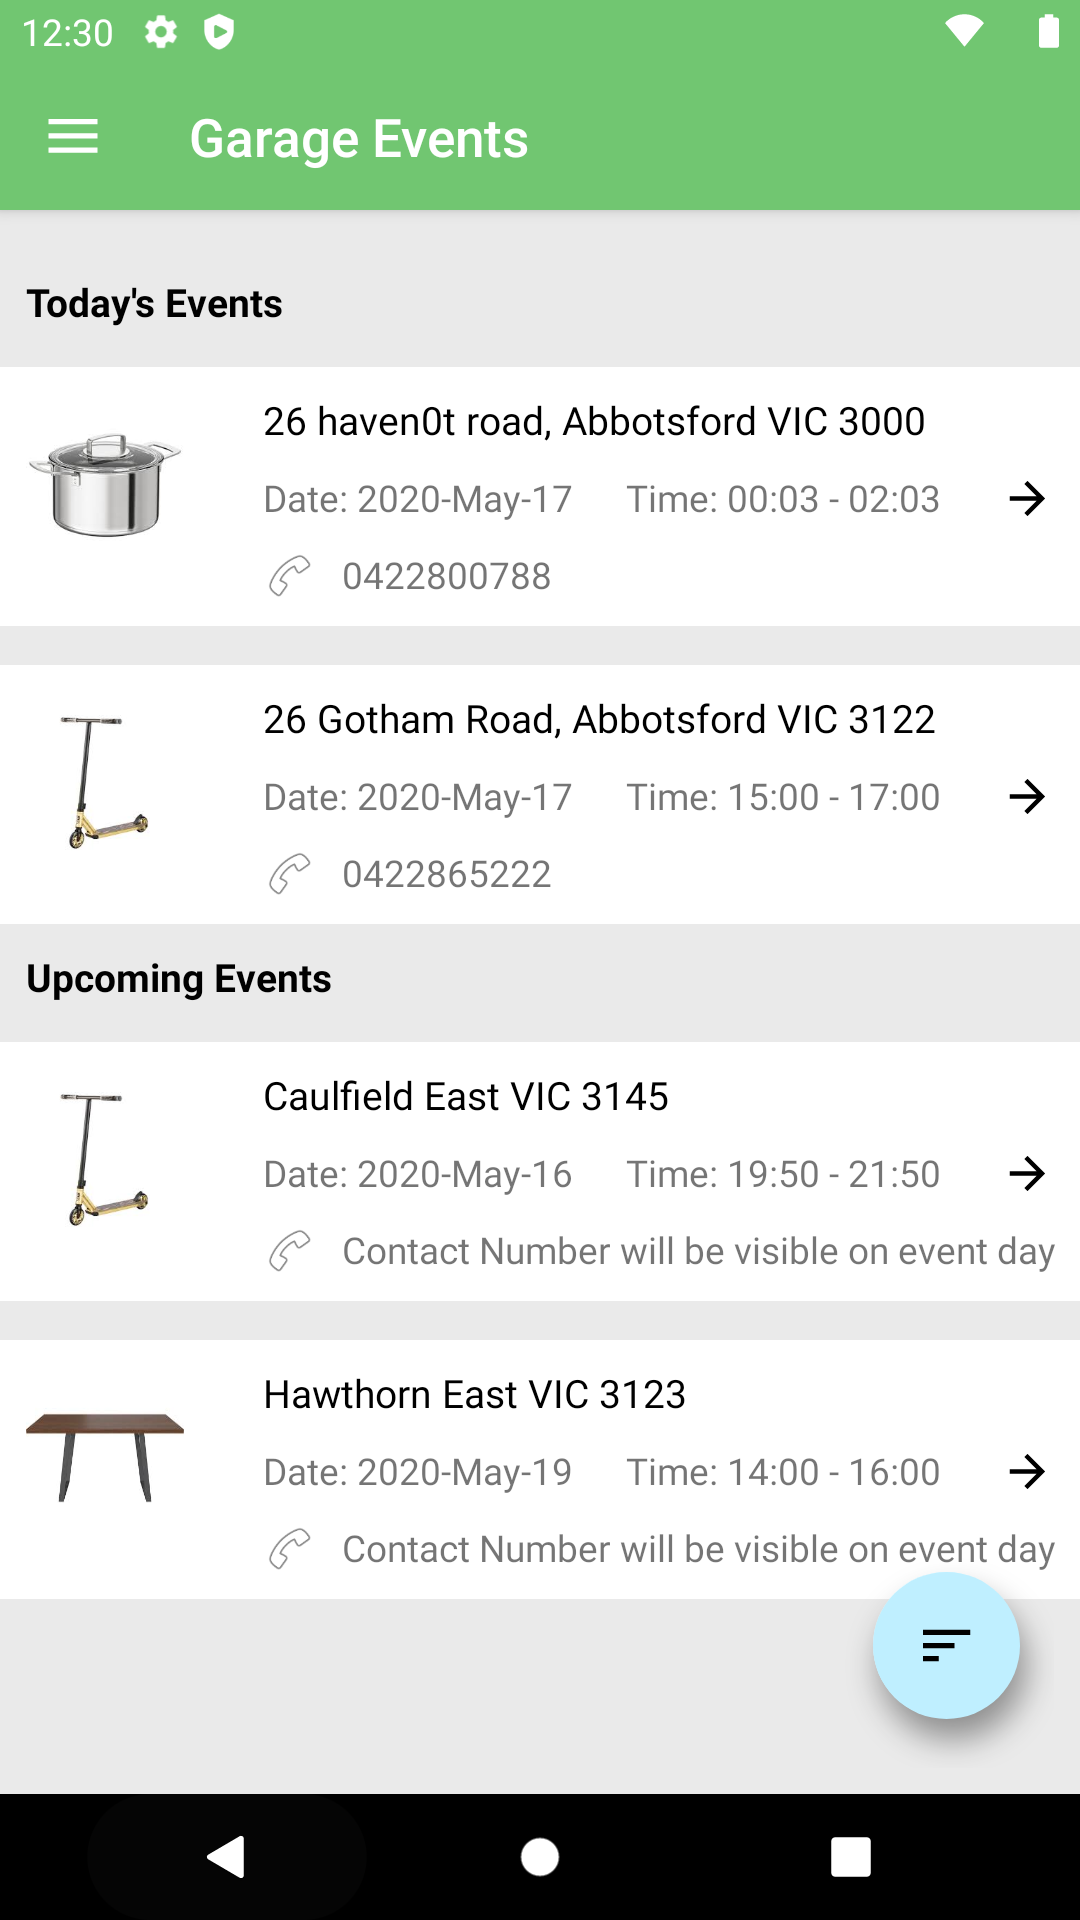 12:30
Garage Events
Today's Events
26 haven0t road, Abbotsford VIC 3000
Date: 2020-May-17 Time: 00:03 - 02:03
0422800788
26 Gotham Road, Abbotsford VIC 3122
Date: 2020-May-17 Time: 15:00 - 17:00
0422865222
Upcoming Events
Caulfield East VIC 3145
Date: 2020-May-16 Time: 19:50 - 21:50
Contact Number will be visible on event day
Hawthorn East VIC 3123
Date: 2020-May-19 Time: 14:00 - 16:00
Contact Number will be visible on event day